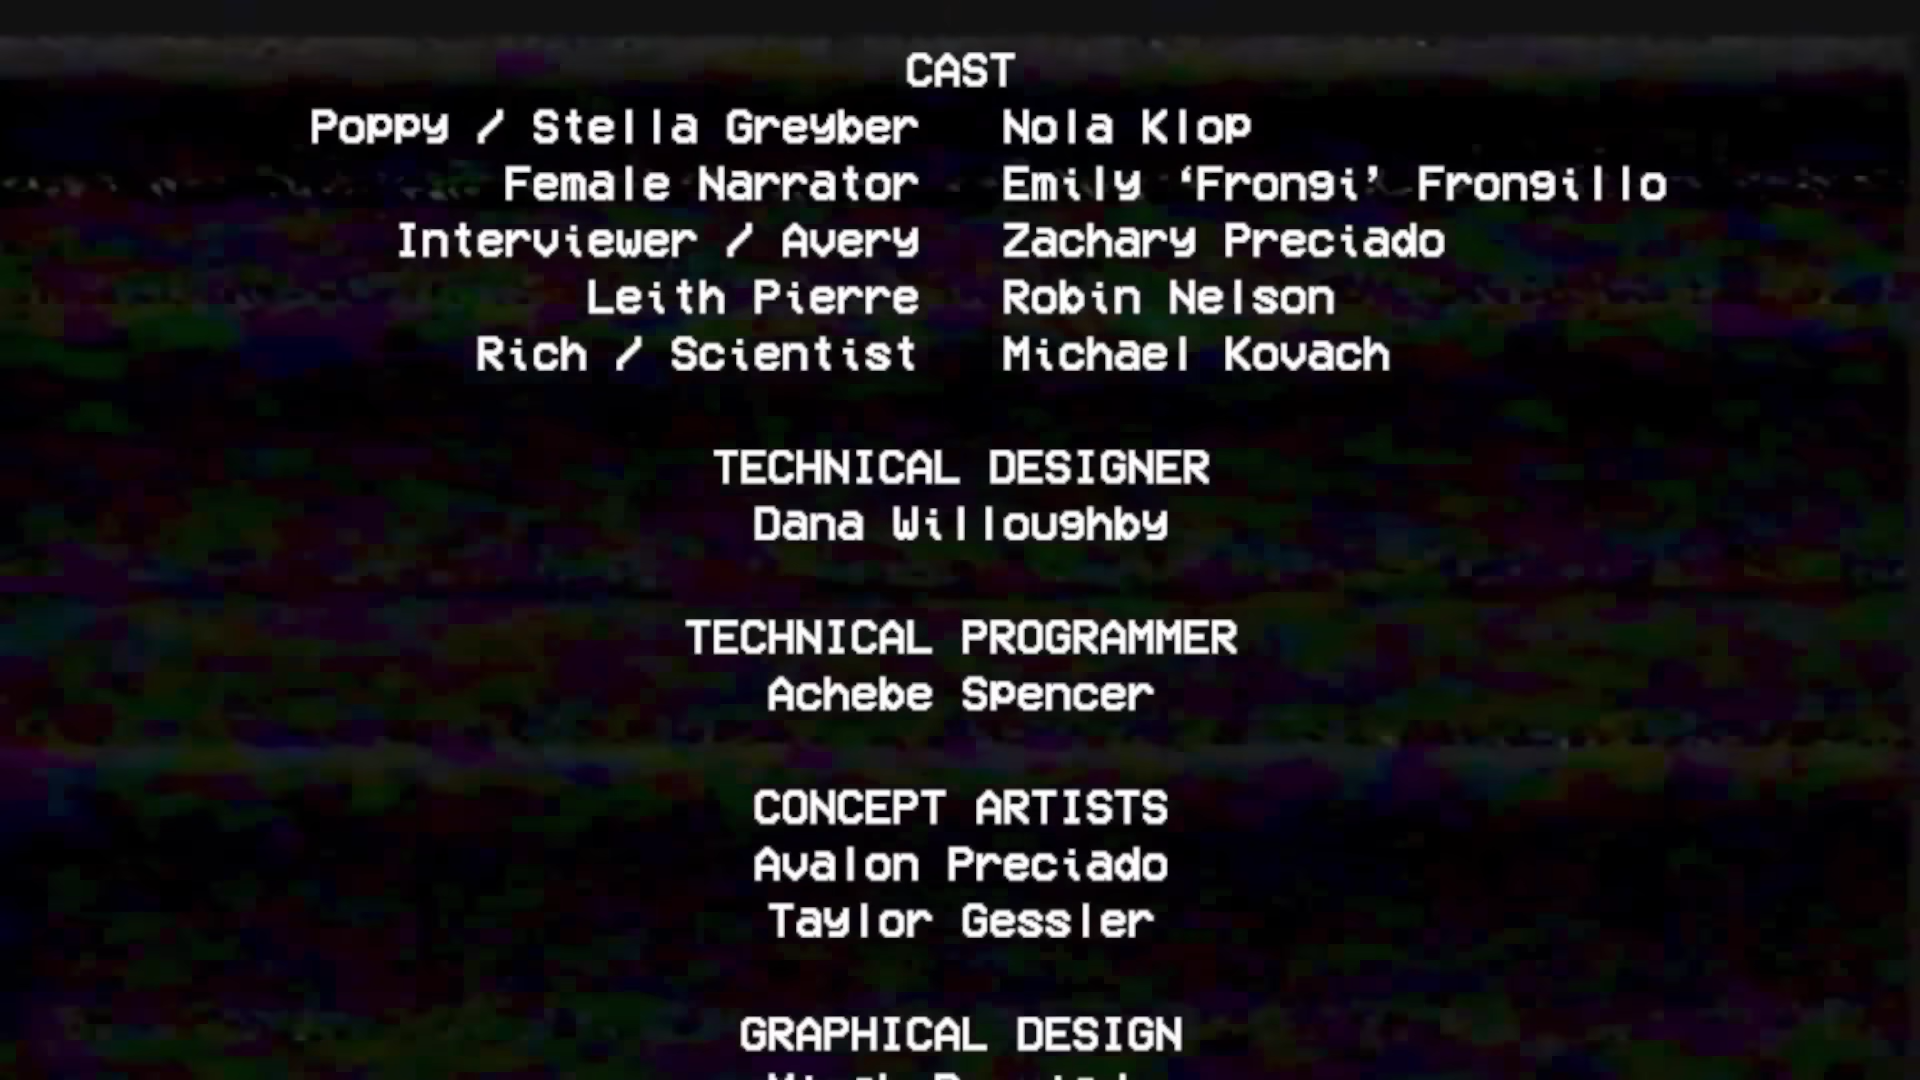 CAST
Poppy / Stella Greyber Nola Klop
Female Narrator Emily ‘Frongi’ Frongillo
Interviewer / Avery Zachary Preciado
Leith Pierre Robin Nelson
Rich / Scientist Michael Kovach
TECHNICAL DESIGNER
Dana Willoughby
TECHNICAL PROGRAMMER
Achebe Spencer
CONCEPT ARTISTS
Avalon Preciado
Taylor Gessler
GRAPHICAL DESIGN